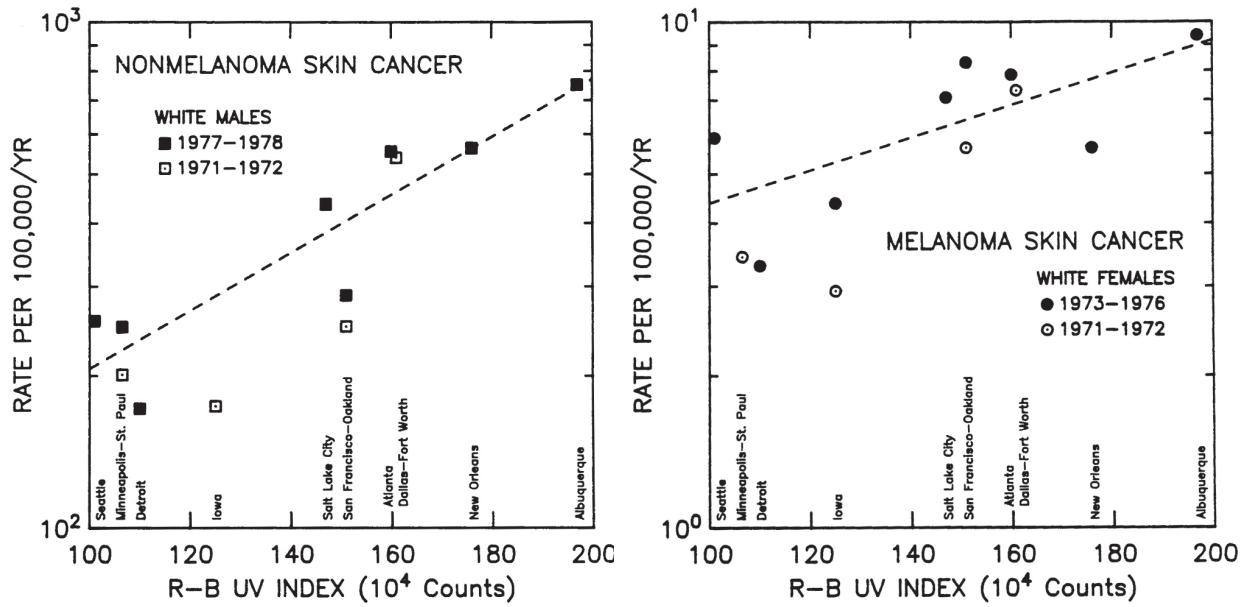 10³
NONMELANOMA SKIN CANCER
WHITE MALES
1977–1978
1971–1972
RATE PER 100,000/YR
Seattle
Minneapolis–St. Paul
Detroit
Iowa
Salt Lake City
San Francisco–Oakland
Atlanta
Dallas–Fort Worth
New Orleans
Albuquerque
10²
100 120 140 160 180 200
R–B UV INDEX (10⁴ Counts)
10¹
RATE PER 100,000/YR
MELANOMA SKIN CANCER
WHITE FEMALES
1973–1976
1971–1972
Seattle
Minneapolis–St. Paul
Detroit
Iowa
Salt Lake City
San Francisco–Oakland
Atlanta
Dallas–Fort Worth
New Orleans
Albuquerque
10⁰
100 120 140 160 180 200
R–B UV INDEX (10⁴ Counts)